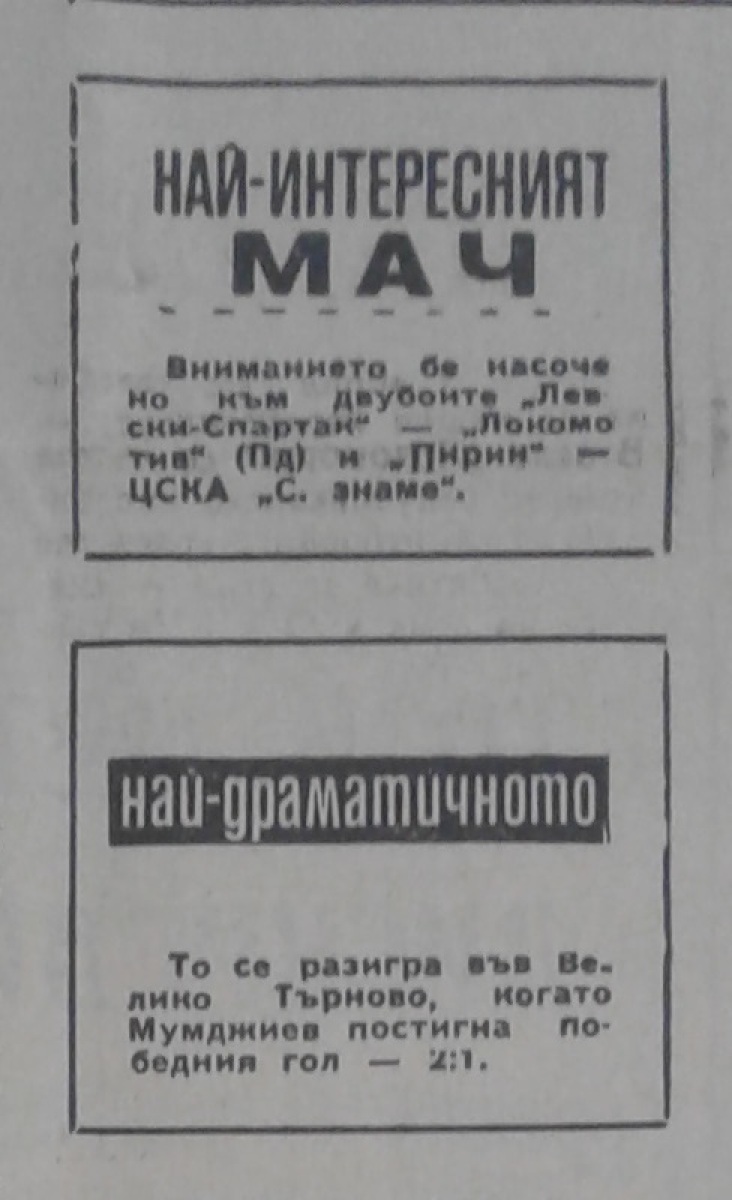 НАЙ-ИНТЕРЕСНИЯТ
МАЧ
Вниманието бе насоче
но към двубоите „Лев
ски-Спартак“ — „Локомо
тив“ (Пд) и „Пирин“ —
ЦСКА „С. знаме“.
най-драматичното
То се разигра във Ве-
лико Търново, когато
Мумджиев постигна по-
бедния гол — 2:1.